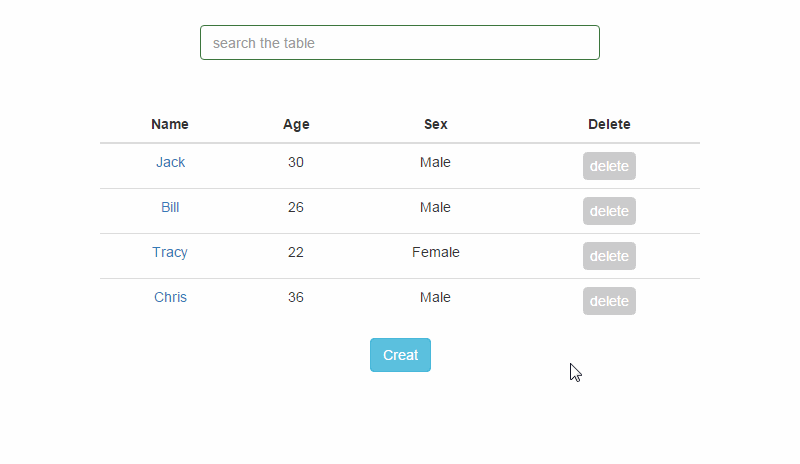 search the table
Name Age Sex Delete
Jack 30 Male delete
Bill 26 Male delete
Tracy 22 Female delete
Chris 36 Male delete
Creat